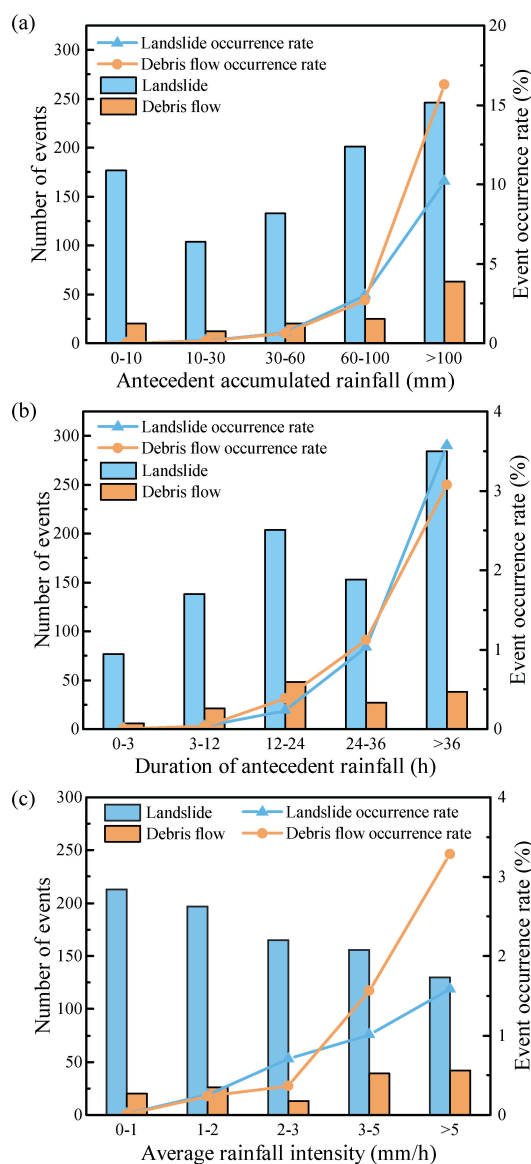 (a)
Landslide occurrence rate
Debris flow occurrence rate
Landslide
Debris flow
Number of events
Event occurrence rate (%)
300
250
200
150
100
50
0
20
15
10
5
0
0-10 10-30 30-60 60-100 >100
Antecedent accumulated rainfall (mm)
(b)
Landslide occurrence rate
Debris flow occurrence rate
Landslide
Debris flow
Number of events
Event occurrence rate (%)
300
250
200
150
100
50
0
4
3
2
1
0
0-3 3-12 12-24 24-36 >36
Duration of antecedent rainfall (h)
(c)
Landslide Landslide occurrence rate
Debris flow Debris flow occurrence rate
Number of events
Event occurrence rate (%)
300
250
200
150
100
50
0
4
3
2
1
0
0-1 1-2 2-3 3-5 >5
Average rainfall intensity (mm/h)